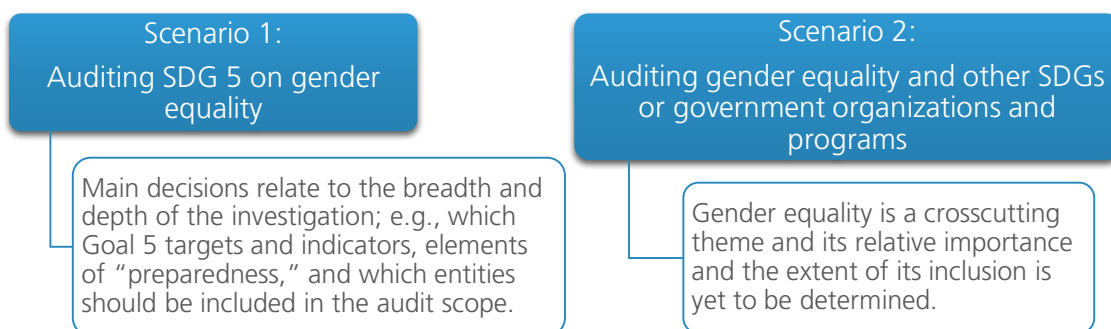 Scenario 1:
Auditing SDG 5 on gender
equality
Main decisions relate to the breadth and
depth of the investigation; e.g., which
Goal 5 targets and indicators, elements
of “preparedness,” and which entities
should be included in the audit scope.
Scenario 2:
Auditing gender equality and other SDGs
or government organizations and
programs
Gender equality is a crosscutting
theme and its relative importance
and the extent of its inclusion is
yet to be determined.